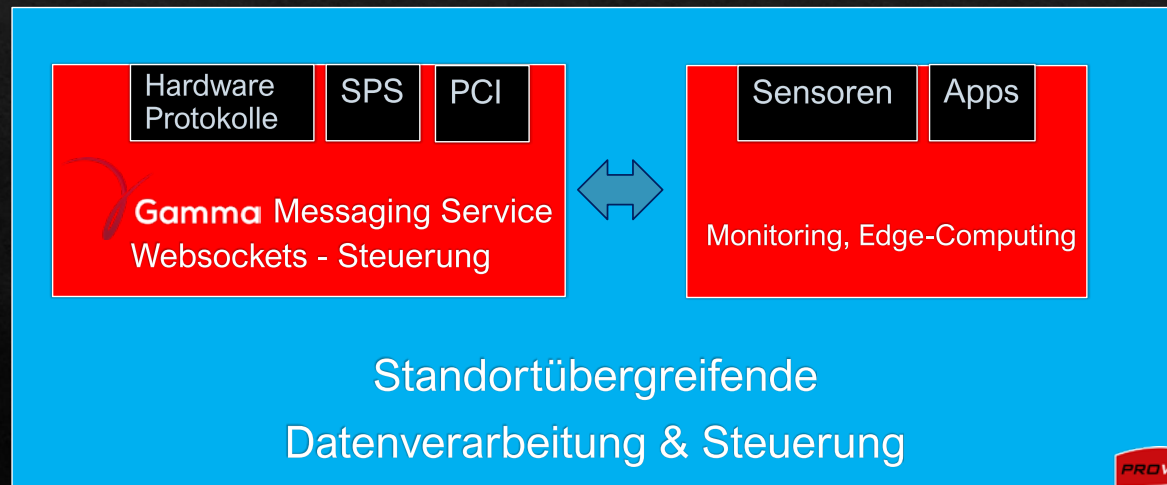 Hardware
Protokolle
SPS
PCI
Gamma Messaging Service
Websockets - Steuerung
Sensoren
Apps
Monitoring, Edge-Computing
Standortübergreifende
Datenverarbeitung & Steuerung